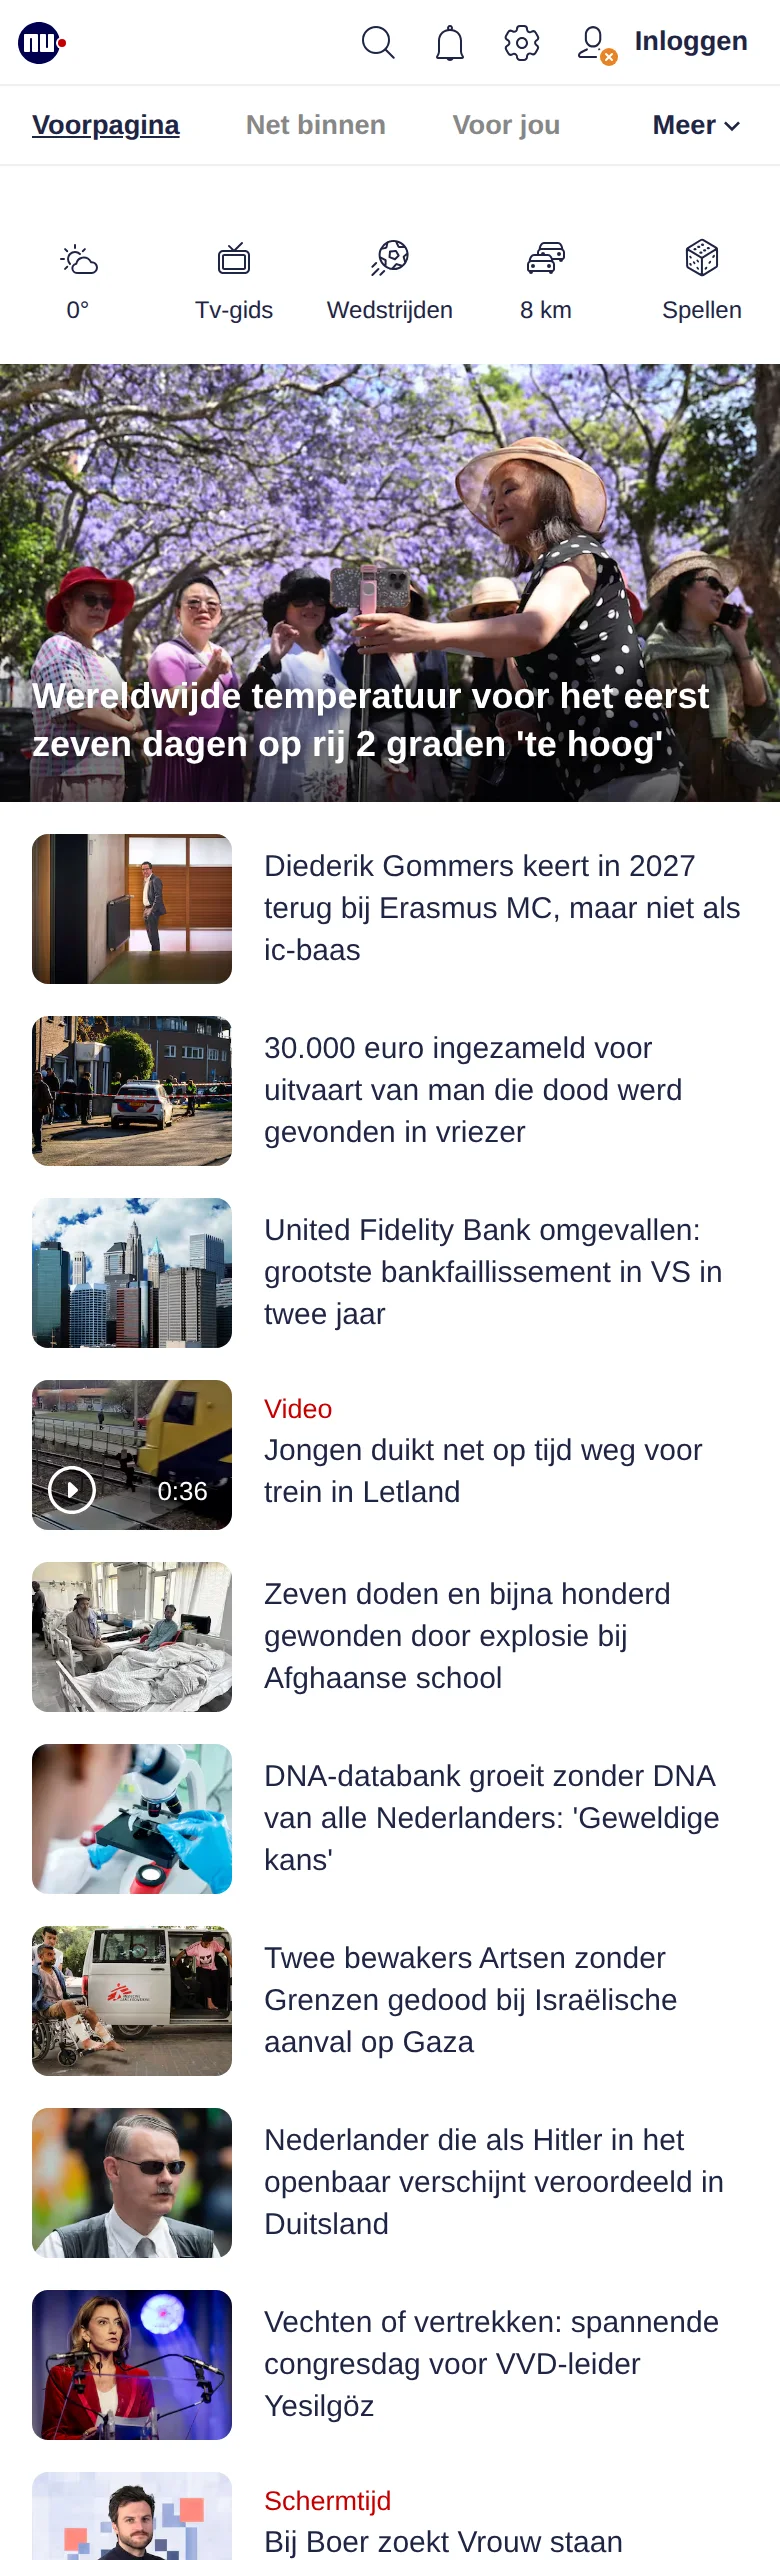 nu
Inloggen
Voorpagina
Net binnen
Voor jou
Meer
0°
Tv-gids
Wedstrijden
8 km
Spellen
Wereldwijde temperatuur voor het eerst
zeven dagen op rij 2 graden 'te hoog'
Diederik Gommers keert in 2027
terug bij Erasmus MC, maar niet als
ic-baas
30.000 euro ingezameld voor
uitvaart van man die dood werd
gevonden in vriezer
United Fidelity Bank omgevallen:
grootste bankfaillissement in VS in
twee jaar
Video
Jongen duikt net op tijd weg voor
trein in Letland
0:36
Zeven doden en bijna honderd
gewonden door explosie bij
Afghaanse school
DNA-databank groeit zonder DNA
van alle Nederlanders: 'Geweldige
kans'
Twee bewakers Artsen zonder
Grenzen gedood bij Israëlische
aanval op Gaza
Nederlander die als Hitler in het
openbaar verschijnt veroordeeld in
Duitsland
Vechten of vertrekken: spannende
congresdag voor VVD-leider
Yesilgöz
Schermtijd
Bij Boer zoekt Vrouw staan